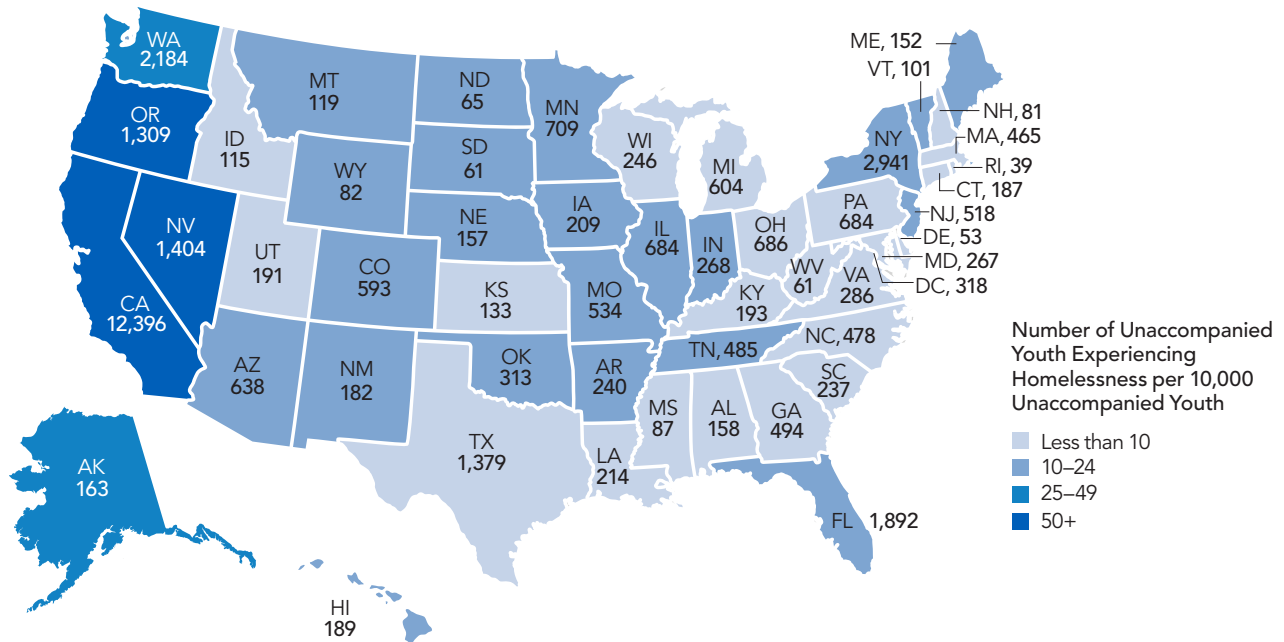 WA
2,184
OR
1,309
CA
12,396
NV
1,404
ID
115
MT
119
WY
82
UT
191
AZ
638
CO
593
NM
182
ND
65
SD
61
NE
157
KS
133
OK
313
TX
1,379
MN
709
IA
209
MO
534
AR
240
LA
214
WI
246
IL
684
MI
604
IN
268
OH
686
KY
193
TN, 485
MS
87
AL
158
GA
494
FL 1,892
SC
237
NC, 478
VA
286
WV
61
PA
684
NY
2,941
ME, 152
VT, 101
NH, 81
MA, 465
RI, 39
CT, 187
NJ, 518
DE, 53
MD, 267
DC, 318
AK
163
HI
189
Number of Unaccompanied
Youth Experiencing
Homelessness per 10,000
Unaccompanied Youth
Less than 10
10–24
25–49
50+